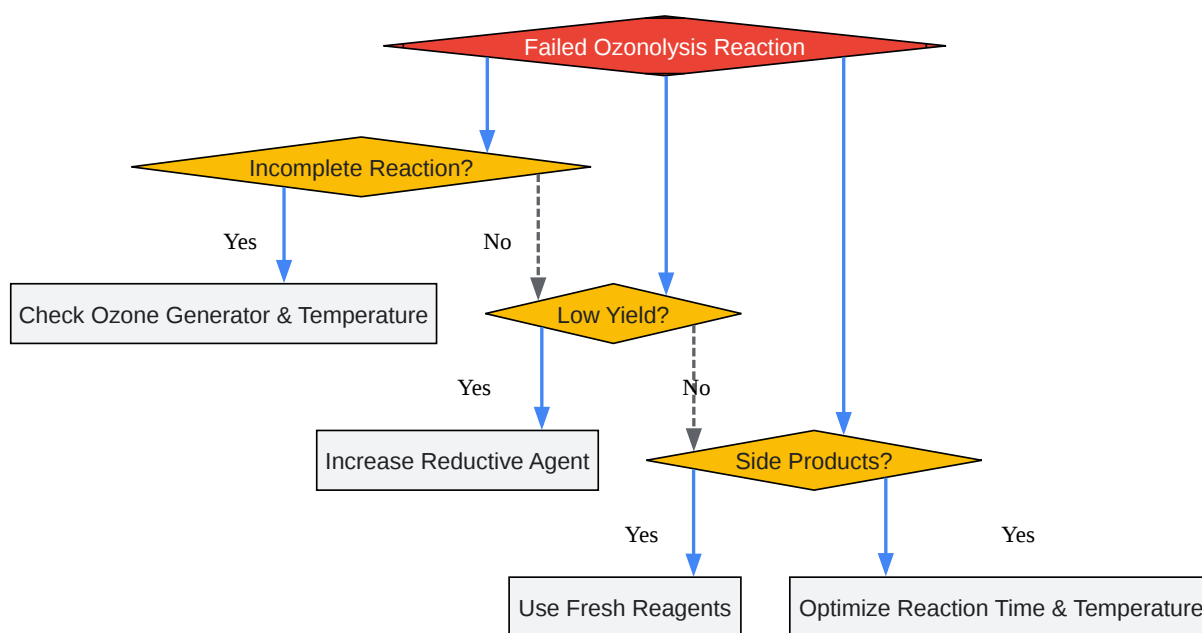 Failed Ozonolysis Reaction
Incomplete Reaction?
Yes
No
Check Ozone Generator & Temperature
Low Yield?
Yes
No
Increase Reductive Agent
Side Products?
Yes
Yes
Use Fresh Reagents
Optimize Reaction Time & Temperature